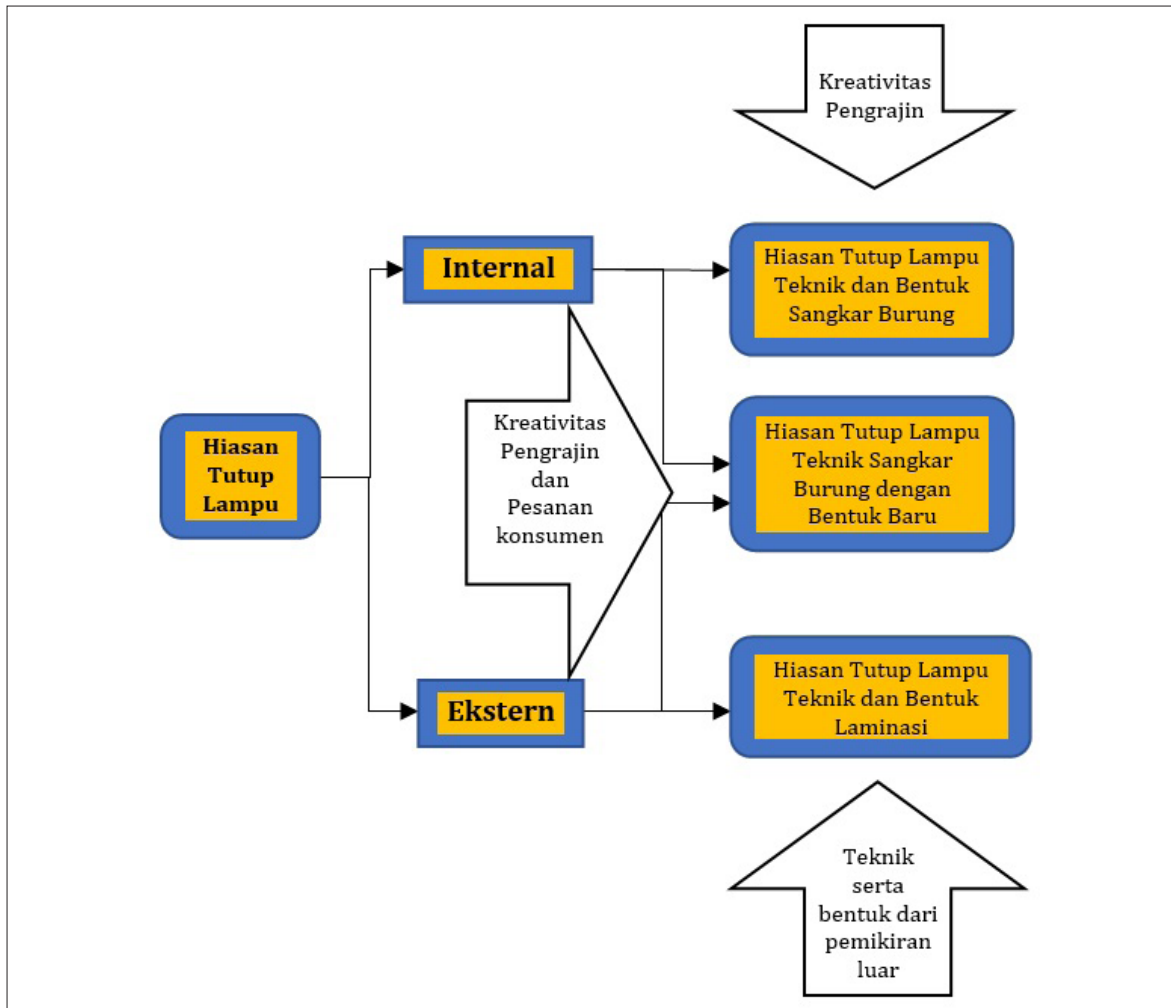 Kreativitas
Pengrajin
Internal
Hiasan Tutup Lampu
Teknik dan Bentuk
Sangkar Burung
Hiasan
Tutup
Lampu
Kreativitas
Pengrajin
dan
Pesanan
konsumen
Hiasan Tutup Lampu
Teknik Sangkar
Burung dengan
Bentuk Baru
Ekstern
Hiasan Tutup Lampu
Teknik dan Bentuk
Laminasi
Teknik
serta
bentuk dari
pemikiran
luar